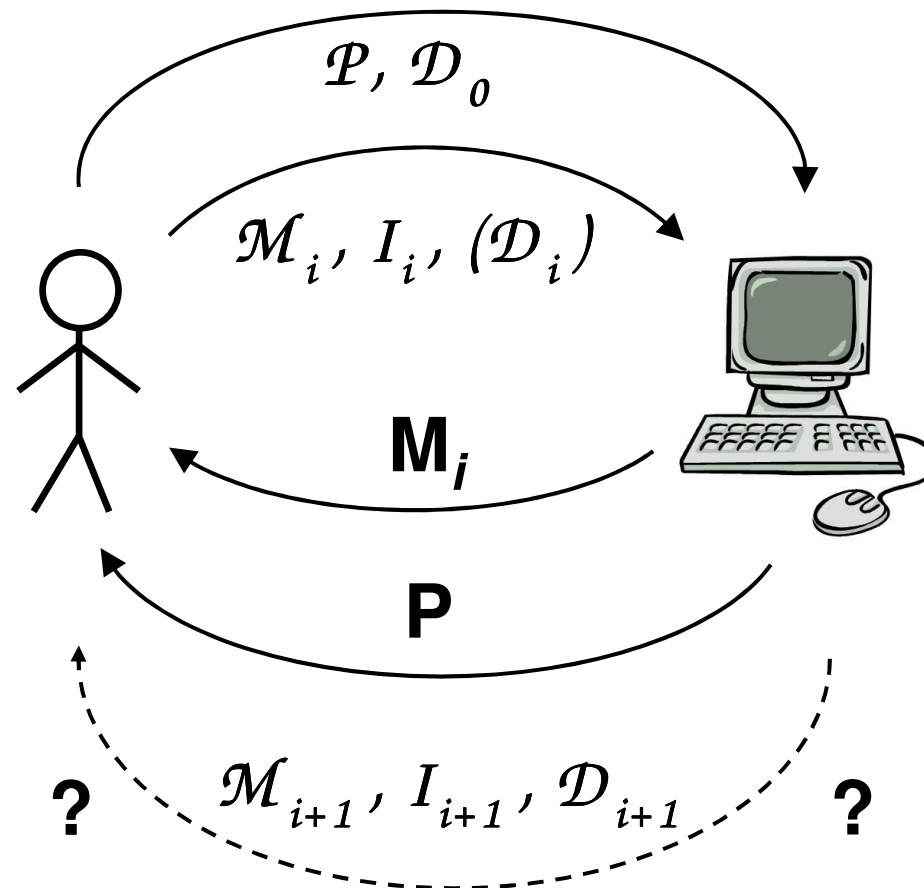 𝒫, 𝒟₀
ℳᵢ, Iᵢ, (𝒟ᵢ)
Mᵢ
P
ℳᵢ₊₁, Iᵢ₊₁, 𝒟ᵢ₊₁
? ?